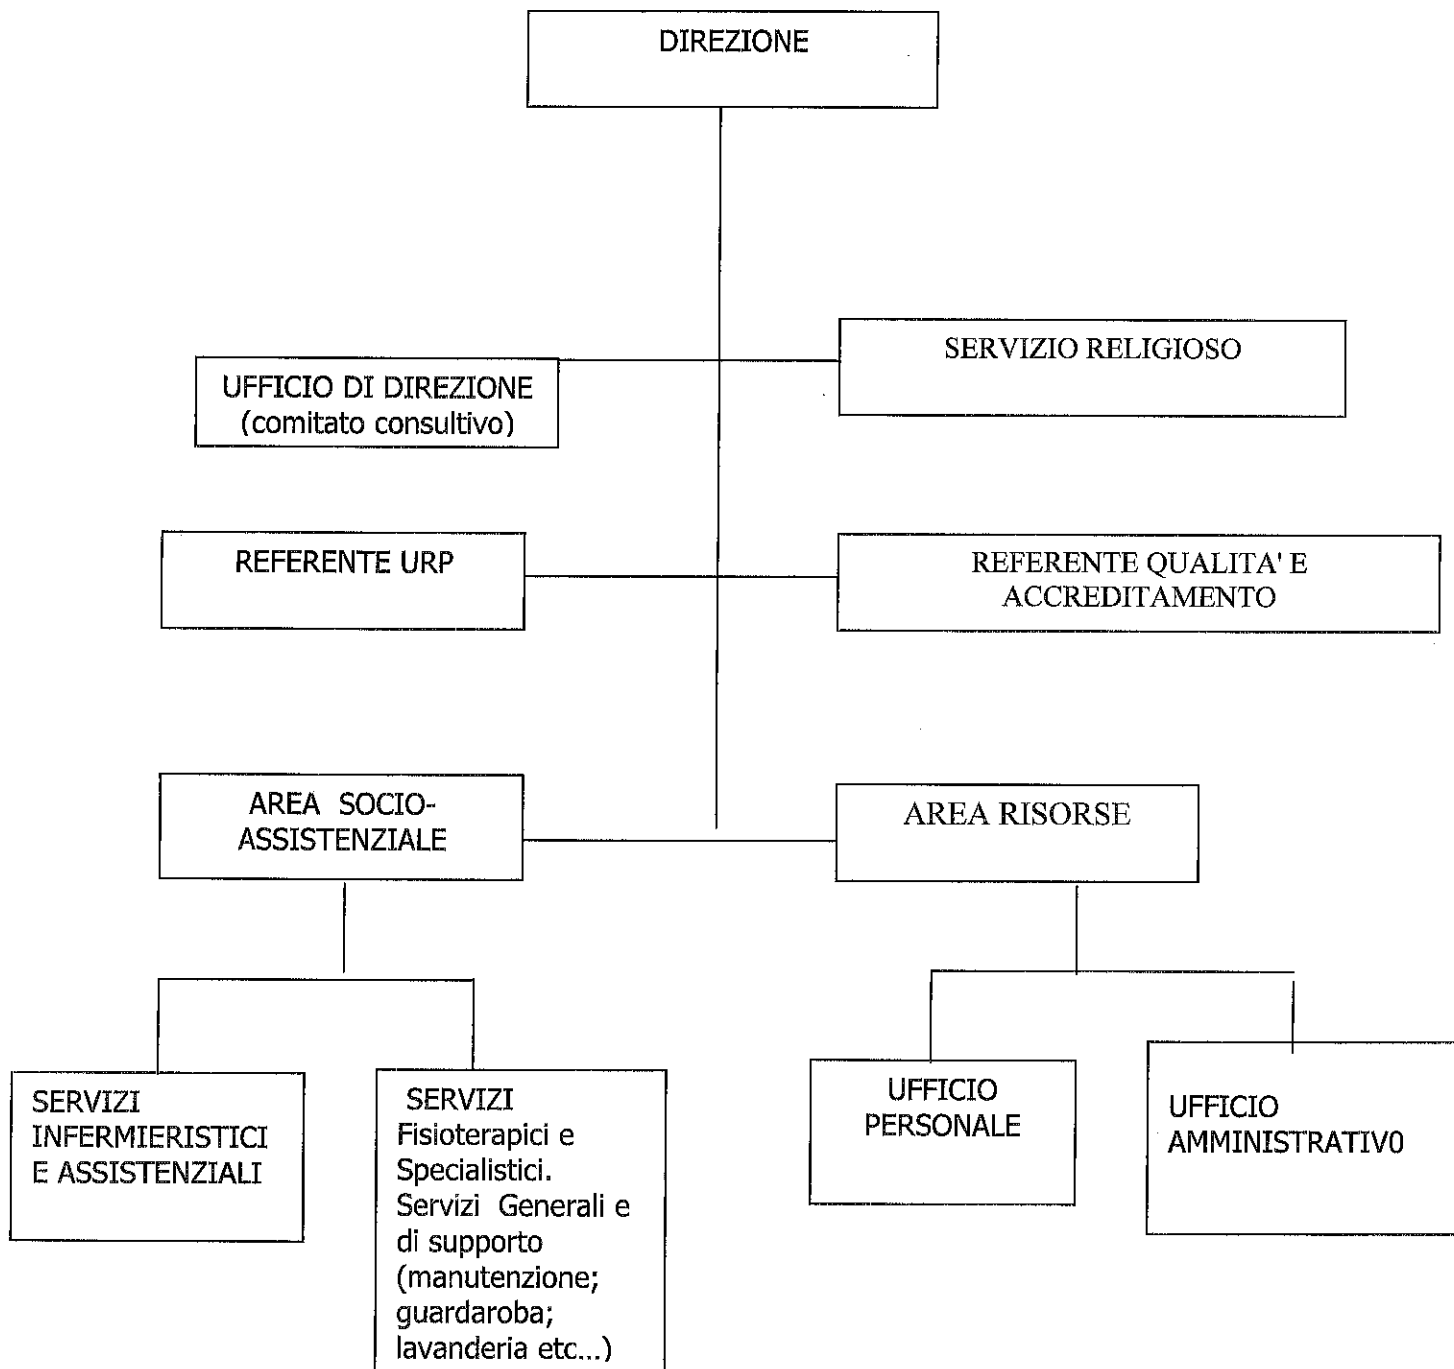 DIREZIONE
SERVIZIO RELIGIOSO
UFFICIO DI DIREZIONE
(comitato consultivo)
REFERENTE URP
REFERENTE QUALITA' E
ACCREDITAMENTO
AREA SOCIO-
ASSISTENZIALE
AREA RISORSE
SERVIZI
INFERMIERISTICI
E ASSISTENZIALI
SERVIZI
Fisioterapici e
Specialistici.
Servizi Generali e
di supporto
(manutenzione;
guardaroba;
lavanderia etc...)
UFFICIO
PERSONALE
UFFICIO
AMMINISTRATIV0